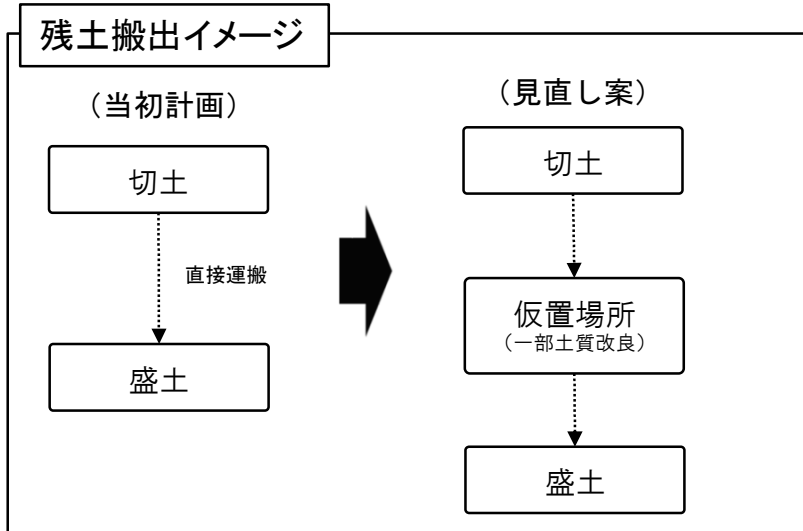 残土搬出イメージ
（当初計画）
切土
直接運搬
盛土
（見直し案）
切土
仮置場所
（一部土質改良）
盛土